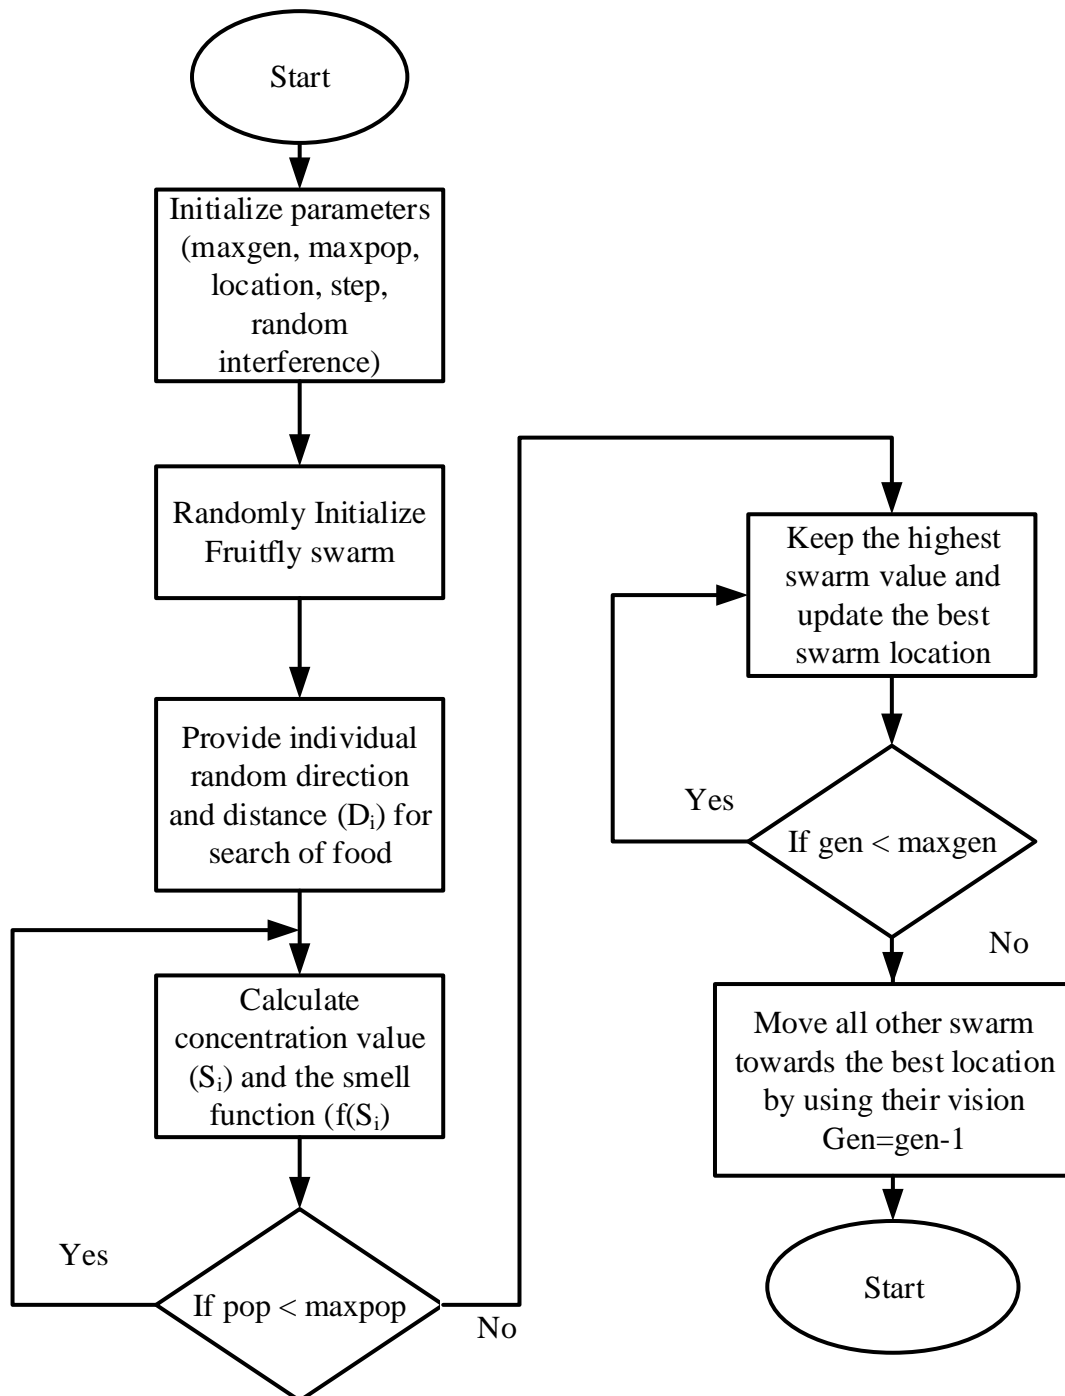 Start
Initialize parameters
(maxgen, maxpop,
location, step,
random
interference)
Randomly Initialize
Fruitfly swarm
Provide individual
random direction
and distance (Dᵢ) for
search of food
Calculate
concentration value
(Sᵢ) and the smell
function (f(Sᵢ)
Yes
If pop < maxpop
No
Keep the highest
swarm value and
update the best
swarm location
Yes
If gen < maxgen
No
Move all other swarm
towards the best location
by using their vision
Gen=gen-1
Start